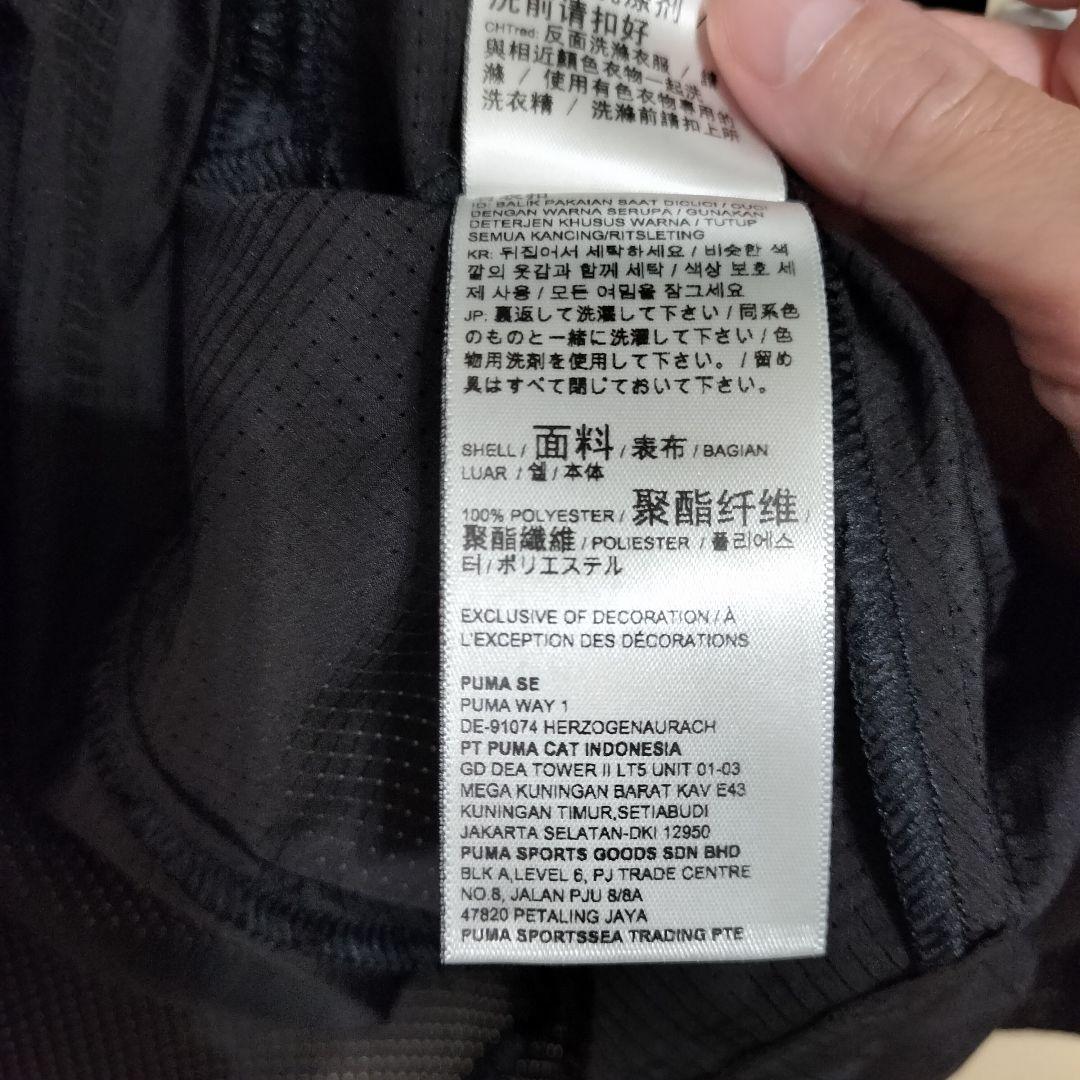 洗前请扣好
CHTrad: 反面洗滌衣服 / 請
與相近顏色衣物一起洗
滌 / 使用有色衣物專用的
洗衣精 / 洗滌前請扣上所
ID: BALIK PAKAIAN SAAT DICUCI / CUCI
DENGAN WARNA SERUPA / GUNAKAN
DETERJEN KHUSUS WARNA / TUTUP
SEMUA KANCING/RITSLETING
KR: 뒤집어서 세탁하세요 / 비슷한 색
깔의 옷감과 함께 세탁 / 색상 보호 세
제 사용 / 모든 여밈을 잠그세요
JP: 裏返して洗濯して下さい / 同系色
のものと一緒に洗濯して下さい / 色
物用洗剤を使用して下さい。 / 留め
具はすべて閉じておいて下さい。
SHELL / 面料 / 表布 / BAGIAN
LUAR / 쉘 / 本体
100% POLYESTER / 聚酯纤维 /
聚酯纖維 / POLIESTER / 폴리에스
터 / ポリエステル
EXCLUSIVE OF DECORATION / À
L'EXCEPTION DES DÉCORATIONS
PUMA SE
PUMA WAY 1
DE-91074 HERZOGENAURACH
PT PUMA CAT INDONESIA
GD DEA TOWER II LT5 UNIT 01-03
MEGA KUNINGAN BARAT KAV E43
KUNINGAN TIMUR,SETIABUDI
JAKARTA SELATAN-DKI 12950
PUMA SPORTS GOODS SDN BHD
BLK A,LEVEL 6, PJ TRADE CENTRE
NO.8, JALAN PJU 8/8A
47820 PETALING JAYA
PUMA SPORTSSEA TRADING PTE